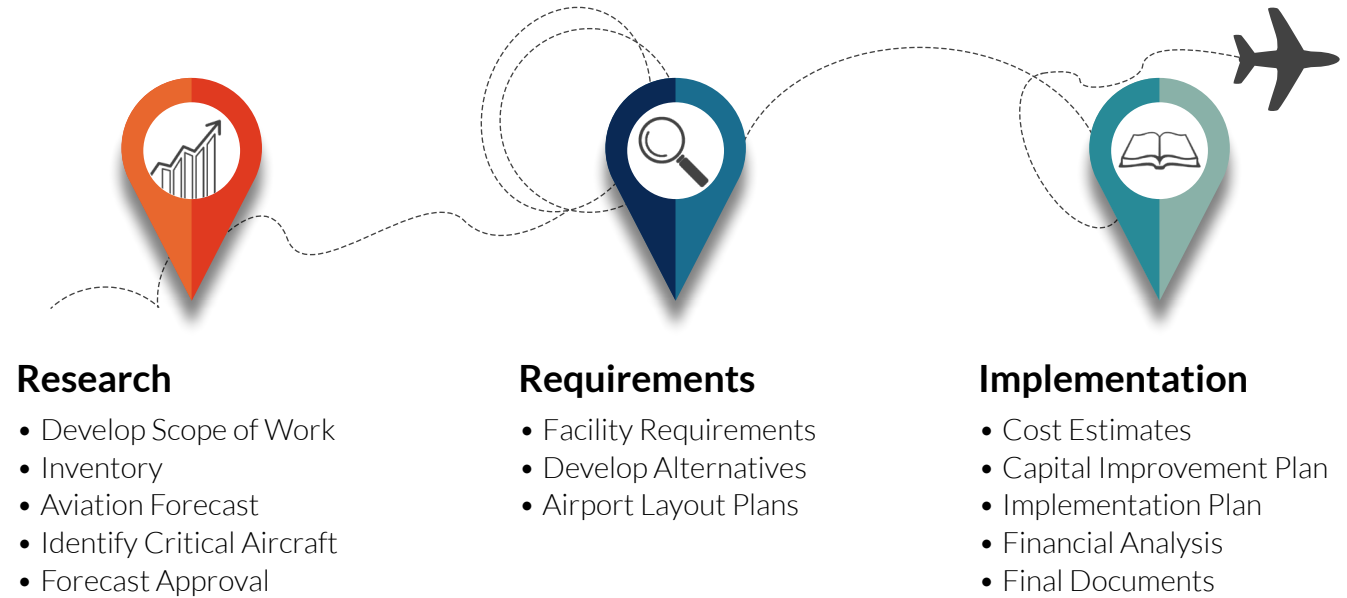 Research
• Develop Scope of Work
• Inventory
• Aviation Forecast
• Identify Critical Aircraft
• Forecast Approval
Requirements
• Facility Requirements
• Develop Alternatives
• Airport Layout Plans
Implementation
• Cost Estimates
• Capital Improvement Plan
• Implementation Plan
• Financial Analysis
• Final Documents